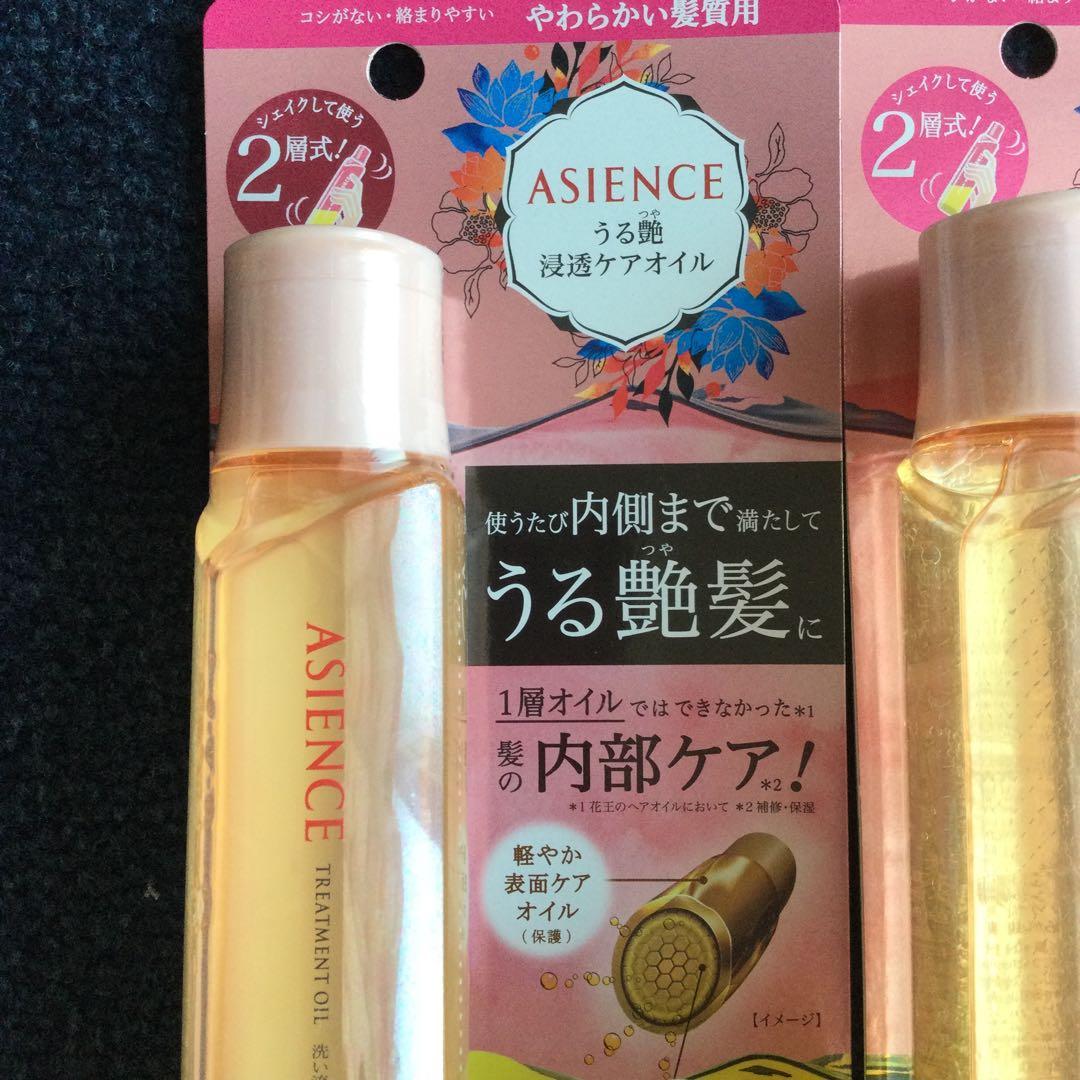 コシがない・絡まりやすい
やわらかい髪質用
シェイクして使う
2層式!
ASIENCE
つや
うる艶
浸透ケアオイル
使うたび内側まで満たして
つや
うる艶髪に
1層オイルではできなかった*1
髪の内部ケア*2!
*1花王のヘアオイルにおいて *2補修・保湿
軽やか
表面ケア
オイル
(保護)
【イメージ】
ASIENCE
TREATMENT OIL 洗い
シェイクして使う
2層式!